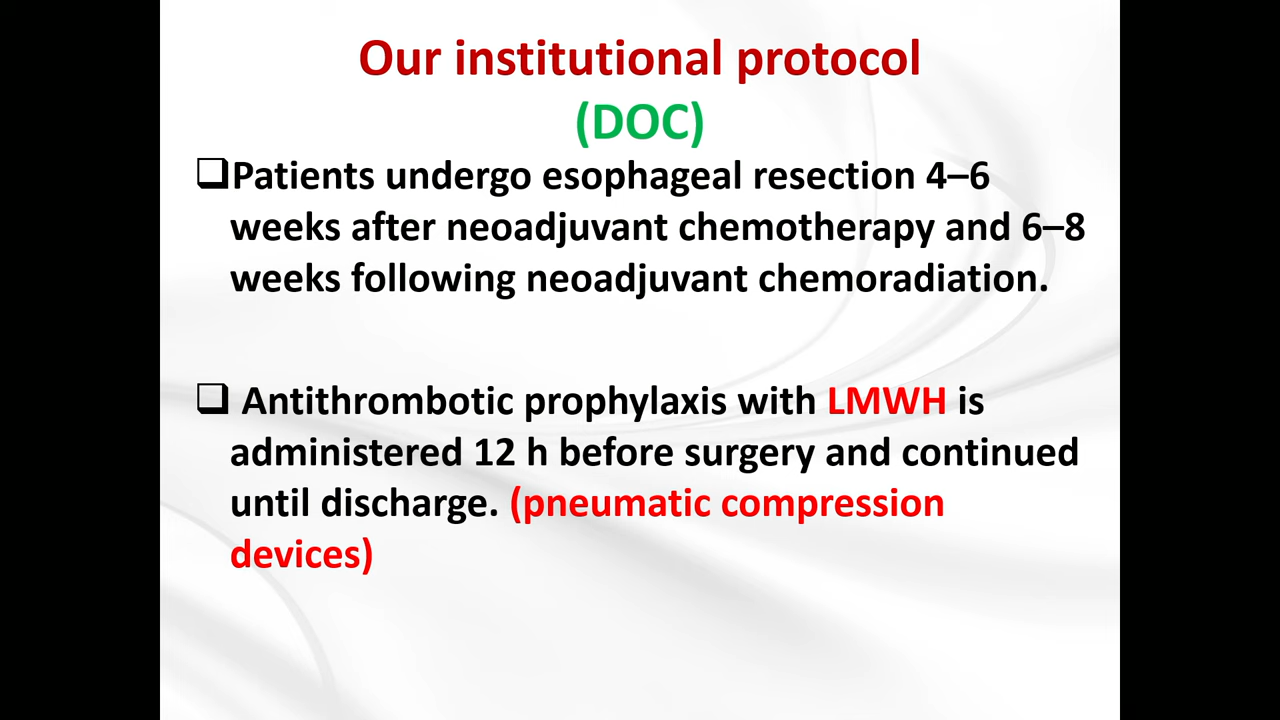 Our institutional protocol
(DOC)
❑Patients undergo esophageal resection 4–6
weeks after neoadjuvant chemotherapy and 6–8
weeks following neoadjuvant chemoradiation.
❑ Antithrombotic prophylaxis with LMWH is
administered 12 h before surgery and continued
until discharge. (pneumatic compression
devices)